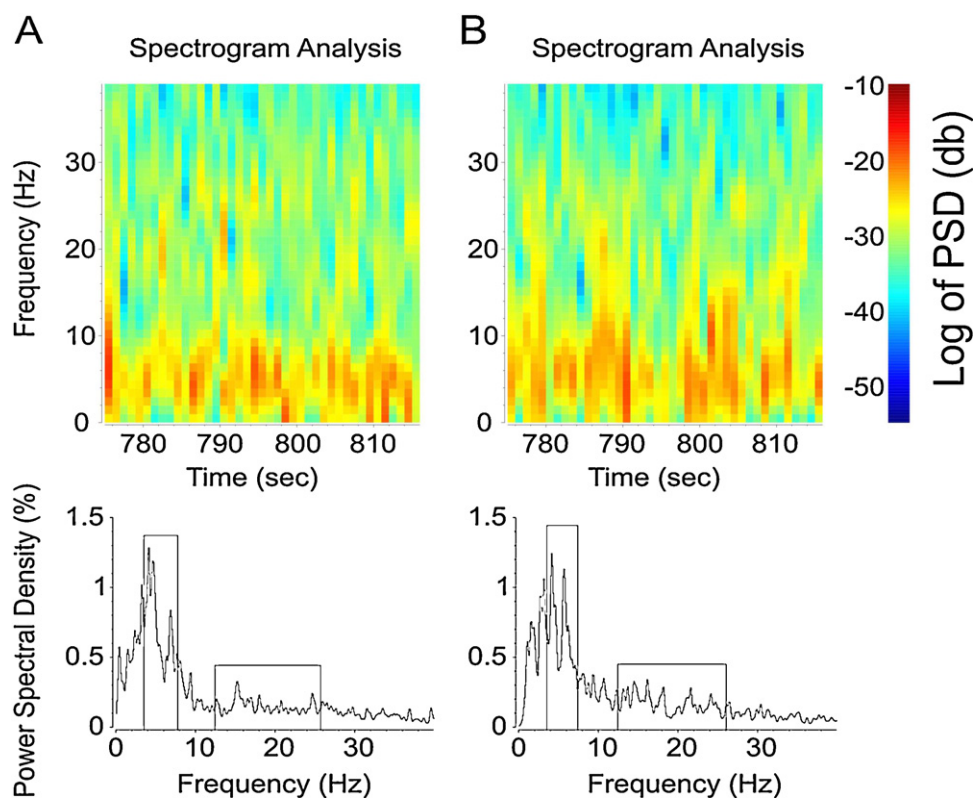 A
Spectrogram Analysis
Frequency (Hz)
30
20
10
0
780 790 800 810
Time (sec)
B
Spectrogram Analysis
30
20
10
0
780 790 800 810
Time (sec)
-10
-20
-30
-40
-50
Log of PSD (db)
Power Spectral Density (%)
1.5
1
0.5
0
0 10 20 30
Frequency (Hz)
1.5
1
0.5
0
0 10 20 30
Frequency (Hz)